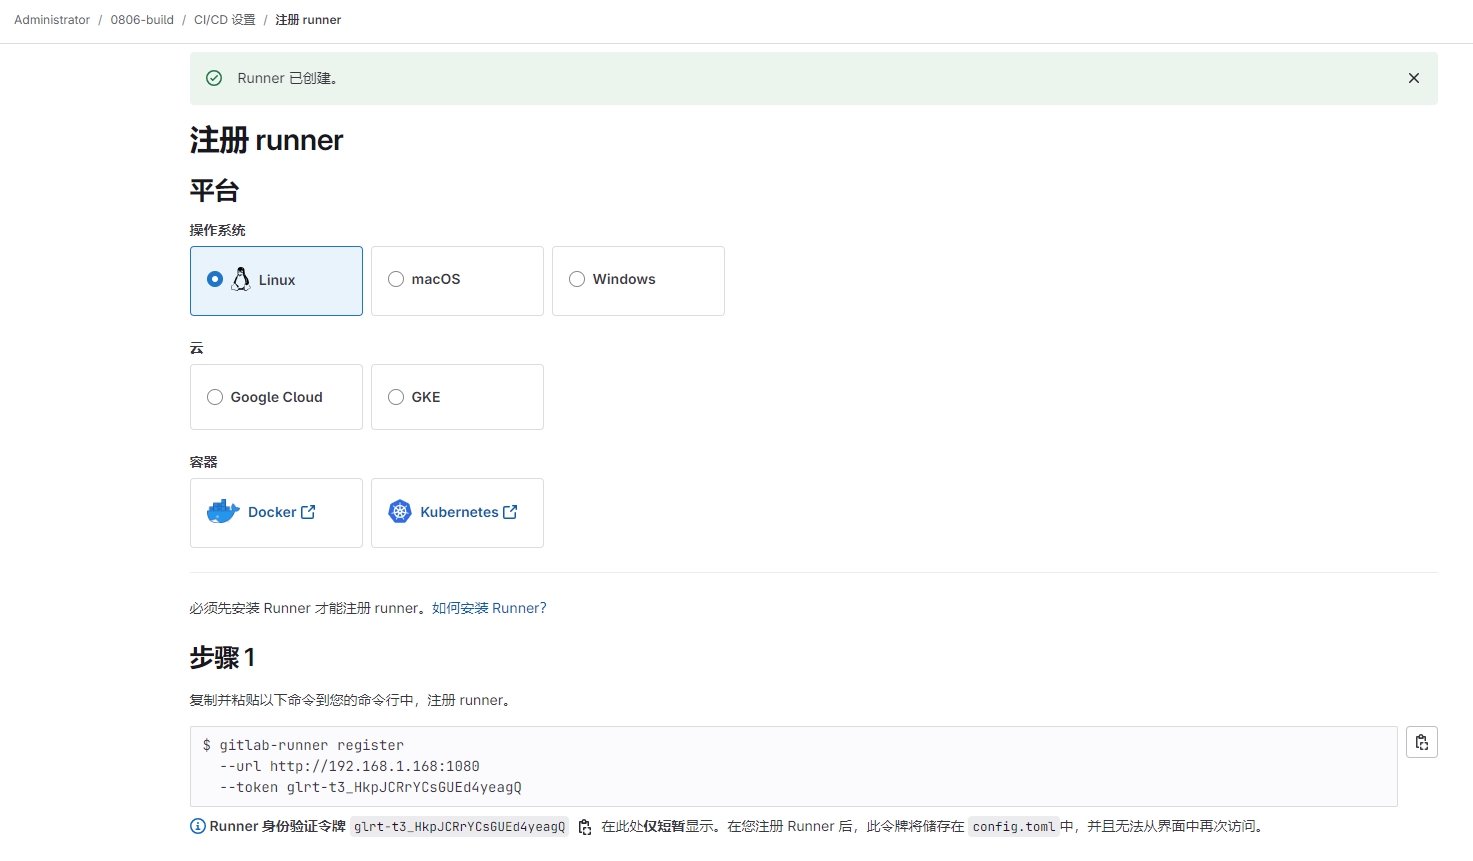 Administrator / 0806-build / CI/CD 设置 / 注册 runner
Runner 已创建。
注册 runner
平台
操作系统
Linux macOS Windows
云
Google Cloud GKE
容器
Docker Kubernetes
必须先安装 Runner 才能注册 runner。如何安装 Runner?
步骤 1
复制并粘贴以下命令到您的命令行中，注册 runner。
$ gitlab-runner register
--url http://192.168.1.168:1080
--token glrt-t3_HkpJCRrYCsGUEd4yeagQ
Runner 身份验证令牌 glrt-t3_HkpJCRrYCsGUEd4yeagQ 在此处仅短暂显示。在您注册 Runner 后，此令牌将储存在 config.toml 中，并且无法从界面中再次访问。